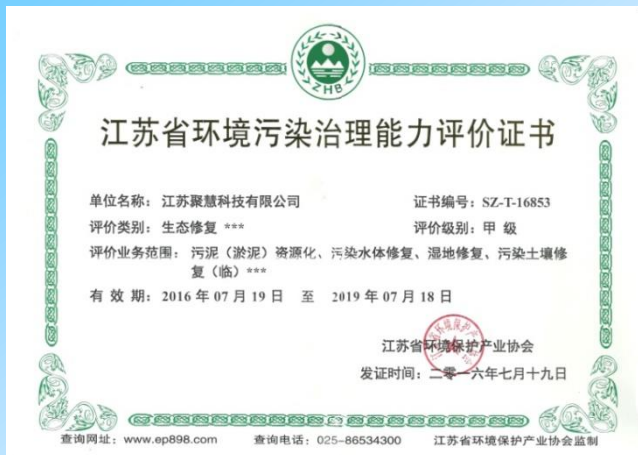 ZHB
江苏省环境污染治理能力评价证书
单位名称：江苏聚慧科技有限公司 证书编号：SZ-T-16853
评价类别：生态修复 *** 评价级别：甲 级
评价业务范围：污泥（淤泥）资源化、污染水体修复、湿地修复、污染土壤修
复（临）***
有 效 期：2016 年 07 月 19 日 至 2019 年 07 月 18 日
江苏省环境保护产业协会
发证时间：二零一六年七月十九日
查询网址：www.ep898.com 查询电话：025-86534300 江苏省环境保护产业协会监制